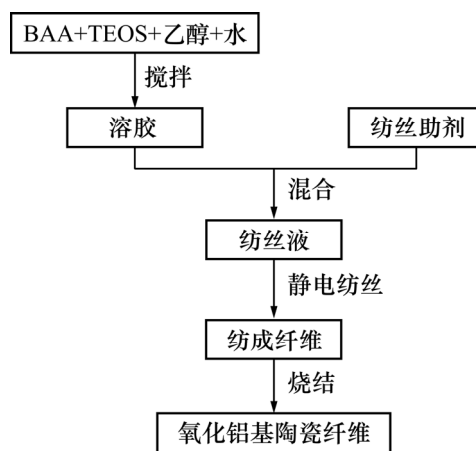 BAA+TEOS+乙醇+水
搅拌
溶胶
纺丝助剂
混合
纺丝液
静电纺丝
纺成纤维
烧结
氧化铝基陶瓷纤维